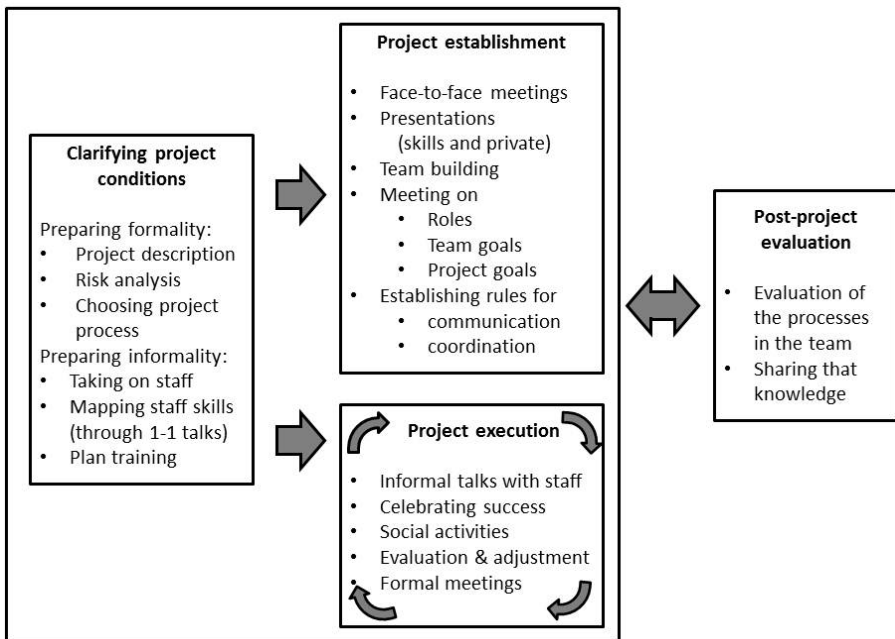 Clarifying project
conditions
Preparing formality:
• Project description
• Risk analysis
• Choosing project
process
Preparing informality:
• Taking on staff
• Mapping staff skills
(through 1-1 talks)
• Plan training
Project establishment
• Face-to-face meetings
• Presentations
(skills and private)
• Team building
• Meeting on
• Roles
• Team goals
• Project goals
• Establishing rules for
• communication
• coordination
Project execution
• Informal talks with staff
• Celebrating success
• Social activities
• Evaluation & adjustment
• Formal meetings
Post-project
evaluation
• Evaluation of
the processes
in the team
• Sharing that
knowledge